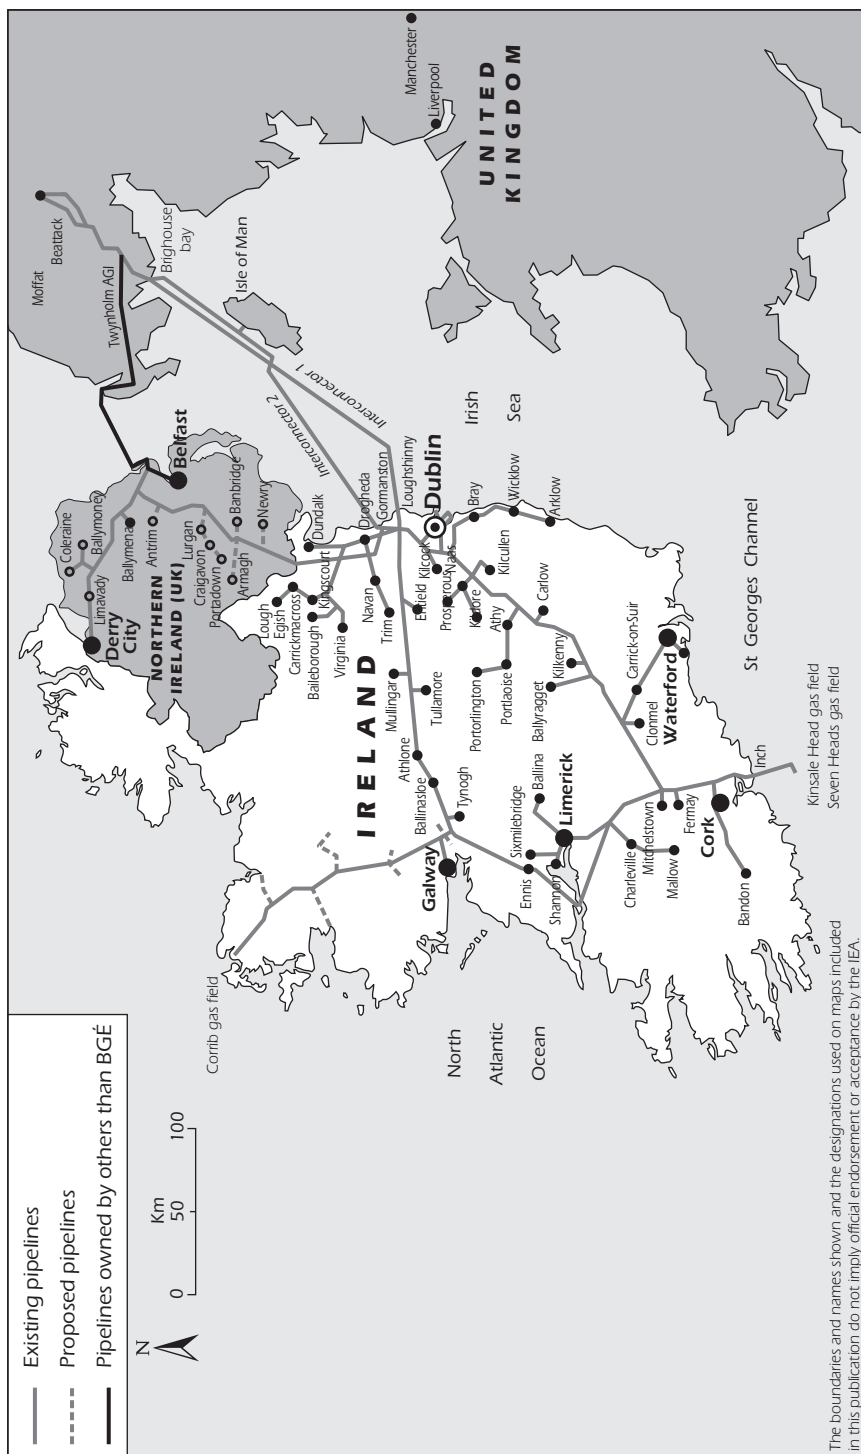 Existing pipelines
Proposed pipelines
Pipelines owned by others than BGÉ
N
Km
0
50
100
Moffat
Beattack
Twynholm AGI
Brighouse
bay
Isle of Man
Interconnector 1
Interconnector 2
Manchester
Liverpool
UNITED
KINGDOM
Coleraine
Ballymoney
Limavady
Derry
City
Ballymena
Antrim
Belfast
NORTHERN
IRELAND (UK)
Lurgan
Craigavon
Portadown
Armagh
Banbridge
Newry
Dundalk
Lough
Egish
Carrickmacross
Baileborough
Kingscourt
Virginia
Drogheda
Gormanston
Loughshinny
Navan
Trim
IRELAND
Mullingar
Tullamore
Enfield
Kilcock
Dublin
Naas
Prosperous
Kildore
Kilcullen
Bray
Wicklow
Arklow
Irish
Sea
Athlone
Ballinasloe
Tynogh
Galway
Portorlington
Portlaoise
Athy
Carlow
Ballyragget
Kilkenny
Corrib gas field
North
Atlantic
Ocean
Ennis
Shannon
Sixmilebridge
Ballina
Limerick
Carrick-on-Suir
Clonmel
Waterford
Charleville
Mallow
Mitchelstown
Fermay
Cork
Bandon
Inch
St Georges Channel
Kinsale Head gas field
Seven Heads gas field
The boundaries and names shown and the designations used on maps included
in this publication do not imply official endorsement or acceptance by the IEA.